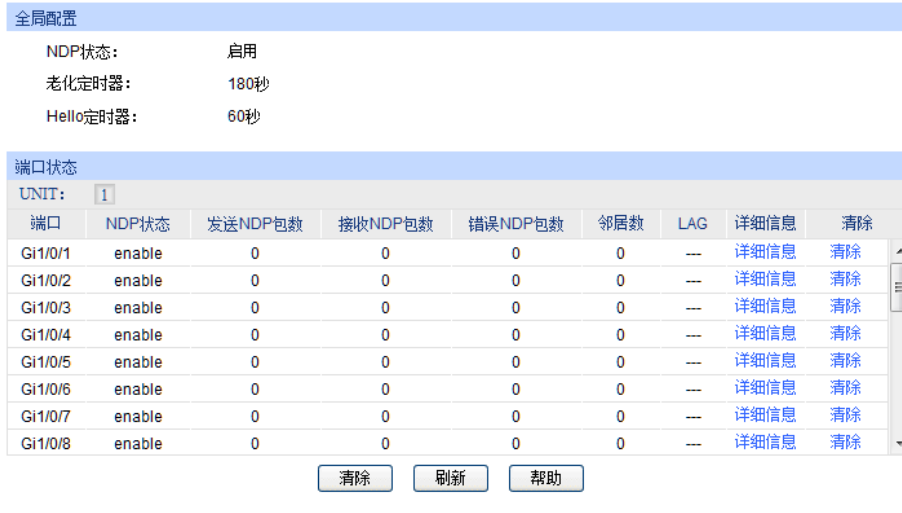 全局配置
NDP状态： 启用
老化定时器： 180秒
Hello定时器： 60秒
端口状态
UNIT： 1
端口 NDP状态 发送NDP包数 接收NDP包数 错误NDP包数 邻居数 LAG 详细信息 清除
Gi1/0/1 enable 0 0 0 0 --- 详细信息 清除
Gi1/0/2 enable 0 0 0 0 --- 详细信息 清除
Gi1/0/3 enable 0 0 0 0 --- 详细信息 清除
Gi1/0/4 enable 0 0 0 0 --- 详细信息 清除
Gi1/0/5 enable 0 0 0 0 --- 详细信息 清除
Gi1/0/6 enable 0 0 0 0 --- 详细信息 清除
Gi1/0/7 enable 0 0 0 0 --- 详细信息 清除
Gi1/0/8 enable 0 0 0 0 --- 详细信息 清除
清除 刷新 帮助